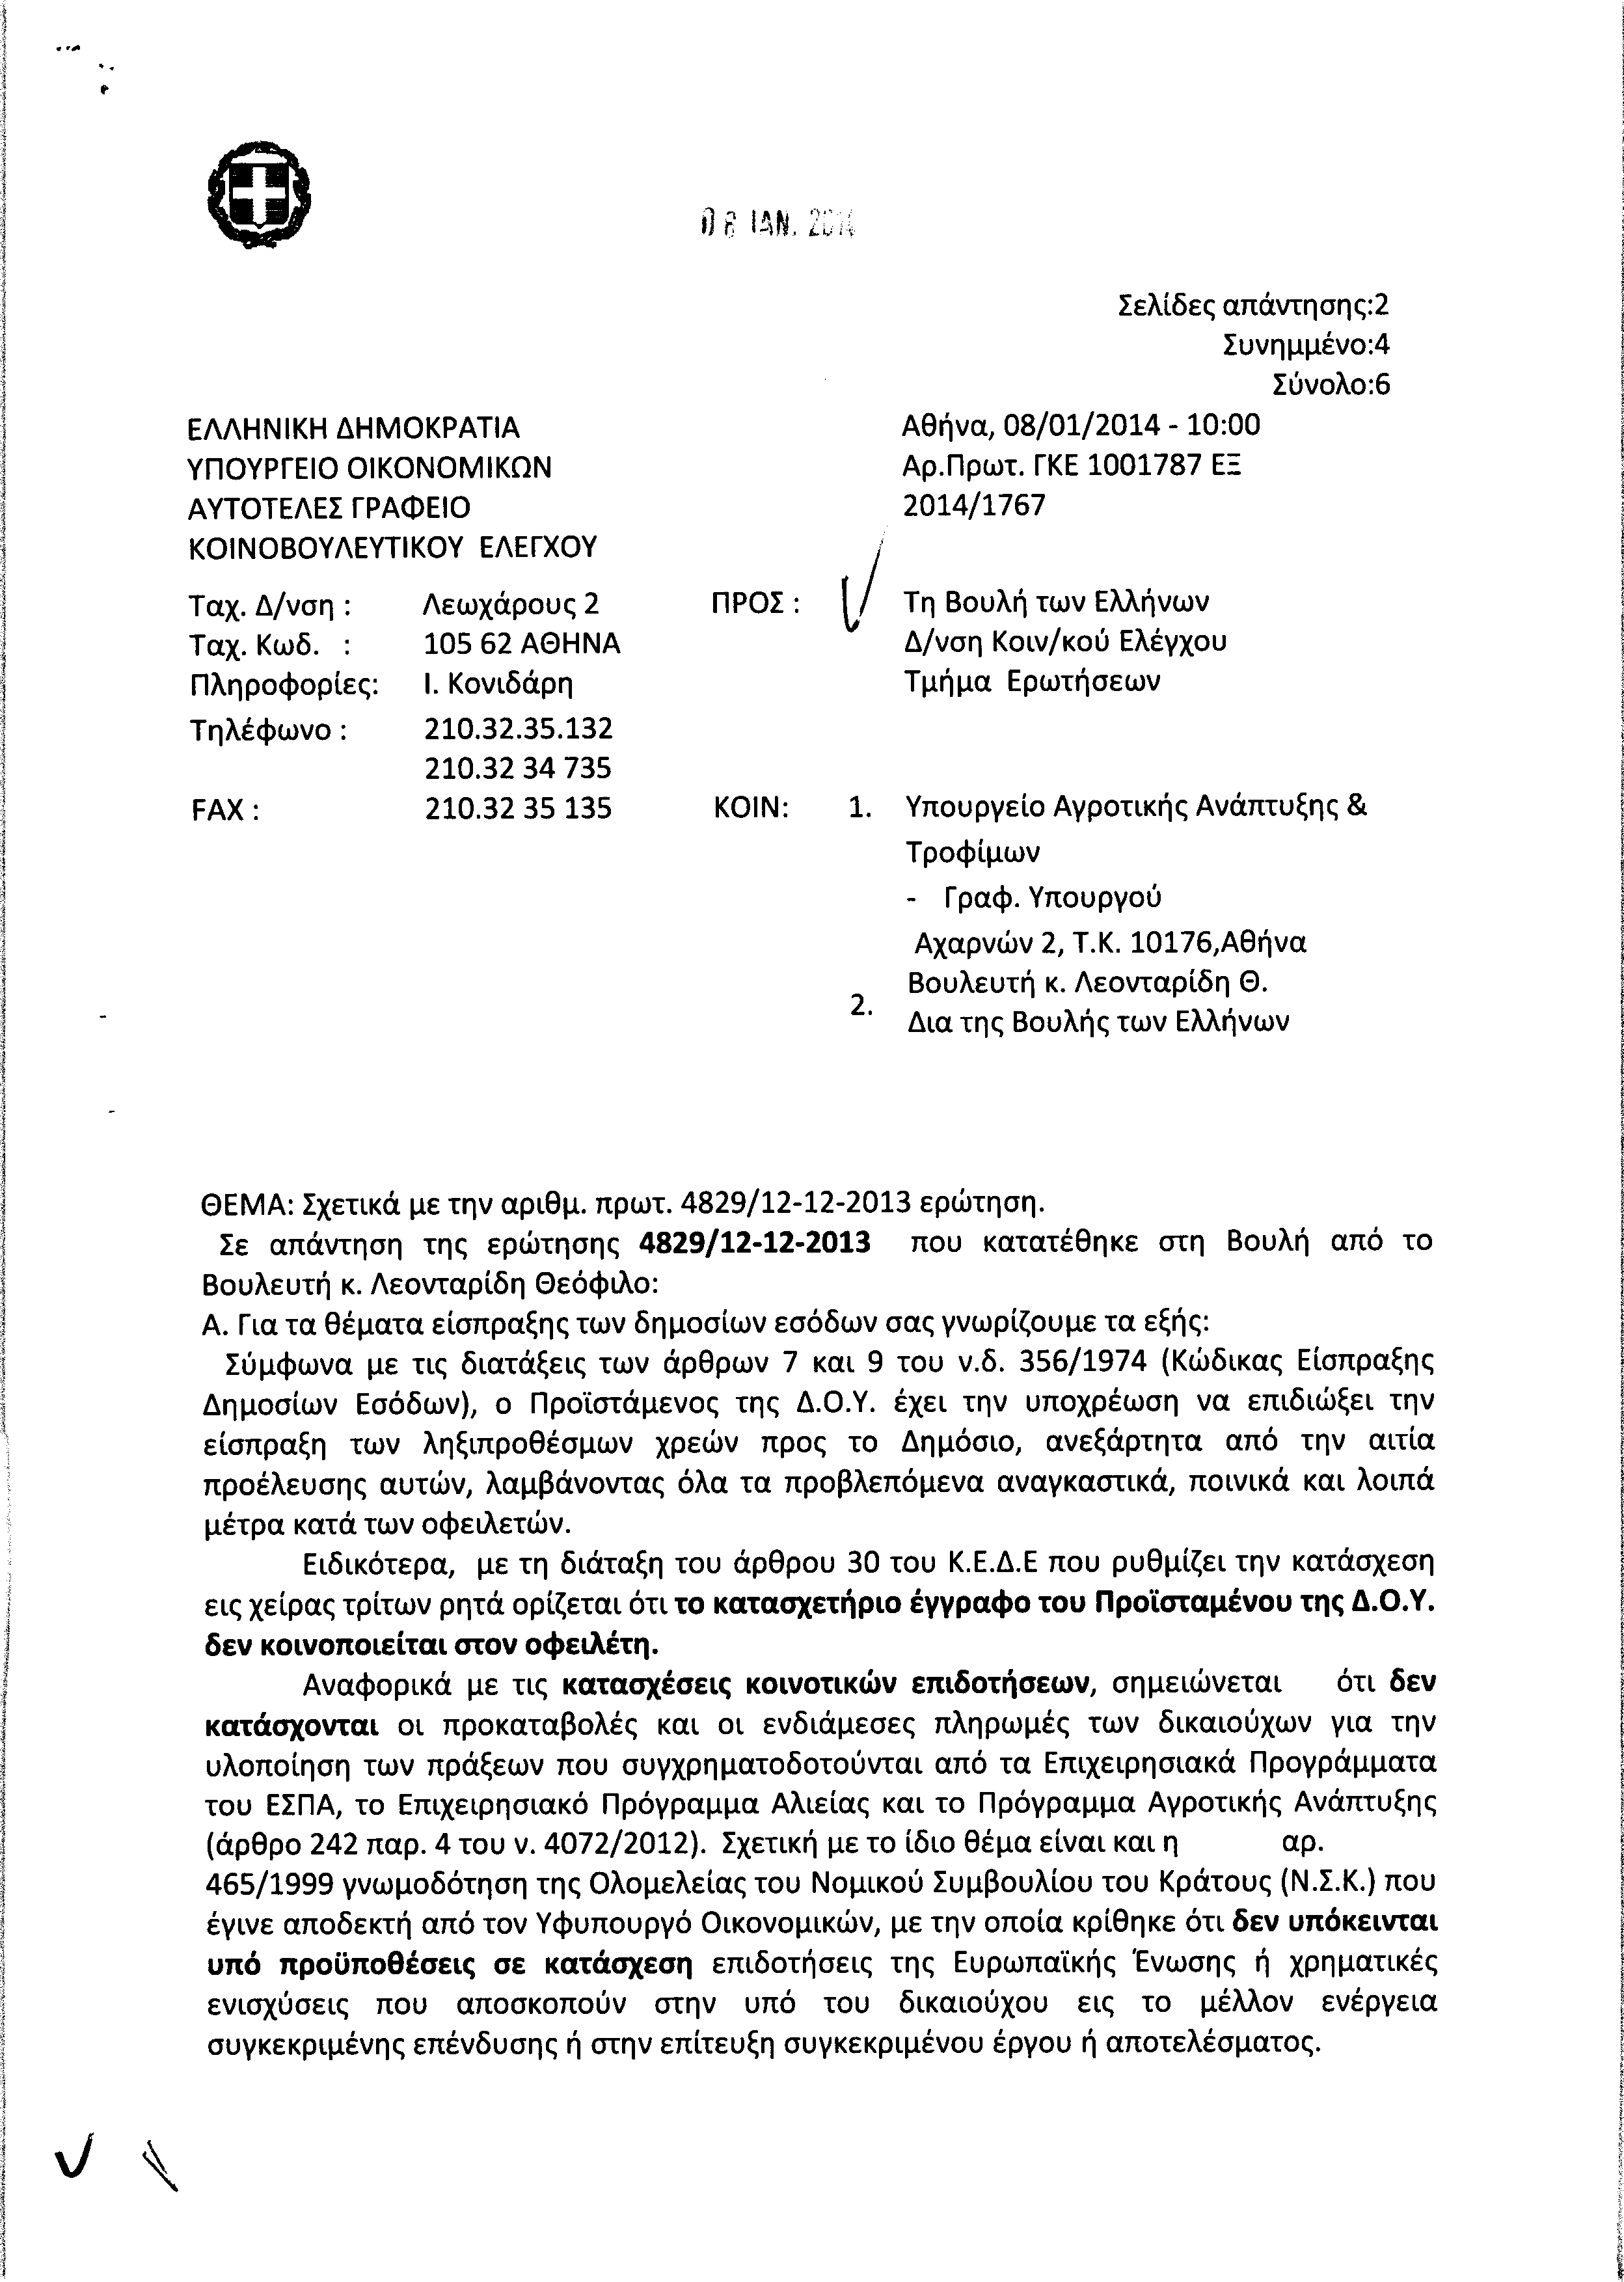 08 ΙΑΝ. 2014
Σελίδες απάντησης:2
Συνημμένο:4
Σύνολο:6
ΕΛΛΗΝΙΚΗ ΔΗΜΟΚΡΑΤΙΑ
ΥΠΟΥΡΓΕΙΟ ΟΙΚΟΝΟΜΙΚΩΝ
ΑΥΤΟΤΕΛΕΣ ΓΡΑΦΕΙΟ
ΚΟΙΝΟΒΟΥΛΕΥΤΙΚΟΥ ΕΛΕΓΧΟΥ
Αθήνα, 08/01/2014 - 10:00
Αρ.Πρωτ. ΓΚΕ 1001787 ΕΞ
2014/1767
Ταχ. Δ/νση : Λεωχάρους 2
Ταχ. Κωδ. : 105 62 ΑΘΗΝΑ
Πληροφορίες: Ι. Κονιδάρη
Τηλέφωνο : 210.32.35.132
210.32 34 735
FAX : 210.32 35 135
ΠΡΟΣ : Τη Βουλή των Ελλήνων
Δ/νση Κοιν/κού Ελέγχου
Τμήμα Ερωτήσεων
ΚΟΙΝ: 1. Υπουργείο Αγροτικής Ανάπτυξης &
Τροφίμων
- Γραφ. Υπουργού
Αχαρνών 2, Τ.Κ. 10176,Αθήνα
2. Βουλευτή κ. Λεονταρίδη Θ.
Δια της Βουλής των Ελλήνων
ΘΕΜΑ: Σχετικά με την αριθμ. πρωτ. 4829/12-12-2013 ερώτηση.
Σε απάντηση της ερώτησης 4829/12-12-2013 που κατατέθηκε στη Βουλή από το
Βουλευτή κ. Λεονταρίδη Θεόφιλο:
Α. Για τα θέματα είσπραξης των δημοσίων εσόδων σας γνωρίζουμε τα εξής:
Σύμφωνα με τις διατάξεις των άρθρων 7 και 9 του ν.δ. 356/1974 (Κώδικας Είσπραξης
Δημοσίων Εσόδων), ο Προϊστάμενος της Δ.Ο.Υ. έχει την υποχρέωση να επιδιώξει την
είσπραξη των ληξιπροθέσμων χρεών προς το Δημόσιο, ανεξάρτητα από την αιτία
προέλευσης αυτών, λαμβάνοντας όλα τα προβλεπόμενα αναγκαστικά, ποινικά και λοιπά
μέτρα κατά των οφειλετών.
Ειδικότερα, με τη διάταξη του άρθρου 30 του Κ.Ε.Δ.Ε που ρυθμίζει την κατάσχεση
εις χείρας τρίτων ρητά ορίζεται ότι το κατασχετήριο έγγραφο του Προϊσταμένου της Δ.Ο.Υ.
δεν κοινοποιείται στον οφειλέτη.
Αναφορικά με τις κατασχέσεις κοινοτικών επιδοτήσεων, σημειώνεται ότι δεν
κατάσχονται οι προκαταβολές και οι ενδιάμεσες πληρωμές των δικαιούχων για την
υλοποίηση των πράξεων που συγχρηματοδοτούνται από τα Επιχειρησιακά Προγράμματα
του ΕΣΠΑ, το Επιχειρησιακό Πρόγραμμα Αλιείας και το Πρόγραμμα Αγροτικής Ανάπτυξης
(άρθρο 242 παρ. 4 του ν. 4072/2012). Σχετική με το ίδιο θέμα είναι και η αρ.
465/1999 γνωμοδότηση της Ολομελείας του Νομικού Συμβουλίου του Κράτους (Ν.Σ.Κ.) που
έγινε αποδεκτή από τον Υφυπουργό Οικονομικών, με την οποία κρίθηκε ότι δεν υπόκεινται
υπό προϋποθέσεις σε κατάσχεση επιδοτήσεις της Ευρωπαϊκής Ένωσης ή χρηματικές
ενισχύσεις που αποσκοπούν στην υπό του δικαιούχου εις το μέλλον ενέργεια
συγκεκριμένης επένδυσης ή στην επίτευξη συγκεκριμένου έργου ή αποτελέσματος.